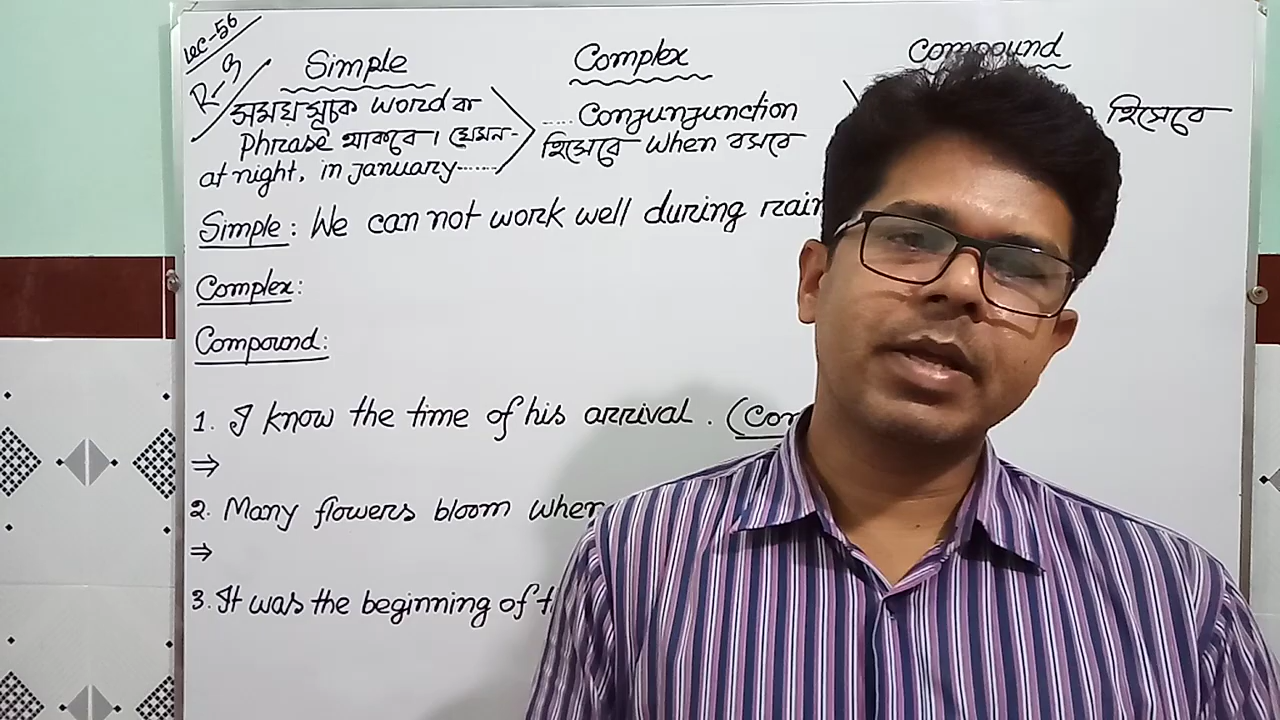 Lec-56
R-9
Simple Complex Compound
সময় সূচক word বা
Phrase থাকবে। যেমন-
at night, in january-......
..... Conjunjunction
হিসেবে when বসবে
হিসেবে
Simple: We can not work well during rain
Complex:
Compound:
1. I know the time of his arrival. (Com
⇒
2. Many flowers bloom when
⇒
3. It was the beginning of t